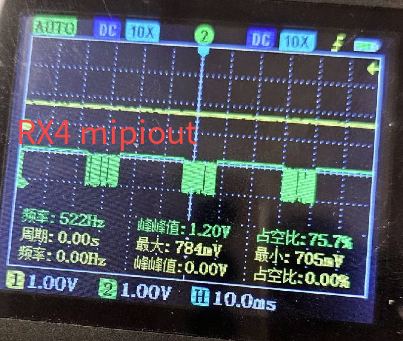 AUTO DC 10X 2 DC 10X
RX4 mipiout
频率: 522Hz 峰峰值: 1.20V 占空比: 75.7%
周期: 0.00s 最大: 784mV 最小: 705mV
频率: 0.00Hz 峰峰值: 0.00V 占空比: 0.00%
1 1.00V 2 1.00V H 10.0ms